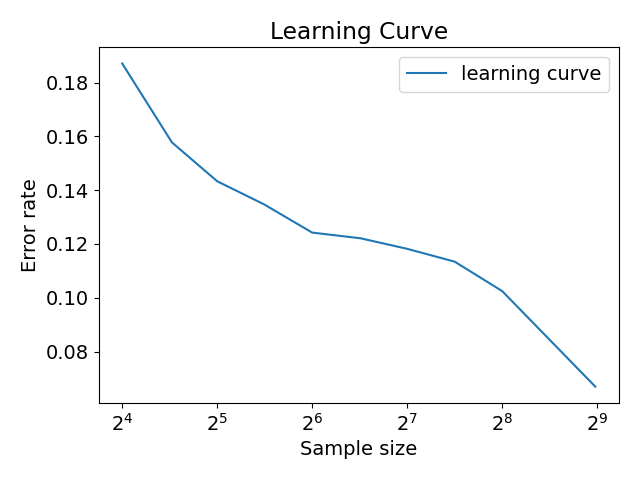 Learning Curve
learning curve
Error rate
0.18
0.16
0.14
0.12
0.10
0.08
2⁴ 2⁵ 2⁶ 2⁷ 2⁸ 2⁹
Sample size